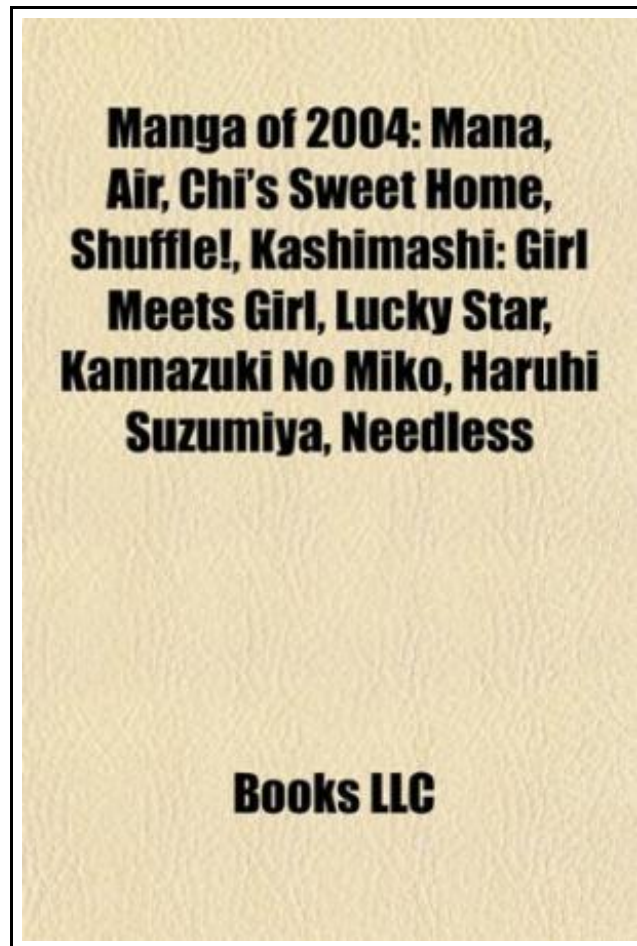 Manga of 2004: Mana,
Air, Chi's Sweet Home,
Shuffle!, Kashimashi: Girl
Meets Girl, Lucky Star,
Kannazuki No Miko, Haruhi
Suzumiya, Needless
Books LLC